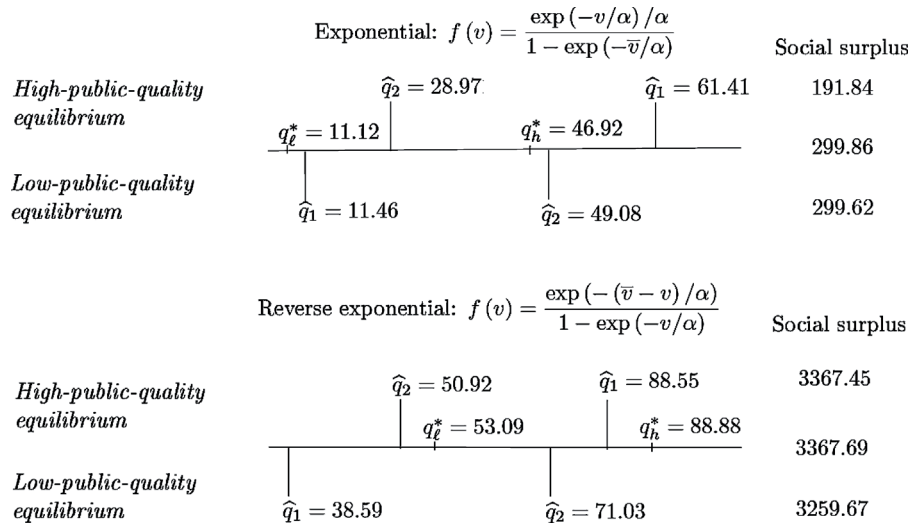 Exponential: f (v) = exp (−v/α) /α / 1 − exp (−v̅/α)
Social surplus
High-public-quality equilibrium
q̂₂ = 28.97
q̂₁ = 61.41
191.84
q*ℓ = 11.12
q*h = 46.92
299.86
Low-public-quality equilibrium
q̂₁ = 11.46
q̂₂ = 49.08
299.62
Reverse exponential: f (v) = exp (− (v̅ − v) /α) / 1 − exp (−v/α)
Social surplus
High-public-quality equilibrium
q̂₂ = 50.92
q̂₁ = 88.55
3367.45
q*ℓ = 53.09
q*h = 88.88
3367.69
Low-public-quality equilibrium
q̂₁ = 38.59
q̂₂ = 71.03
3259.67